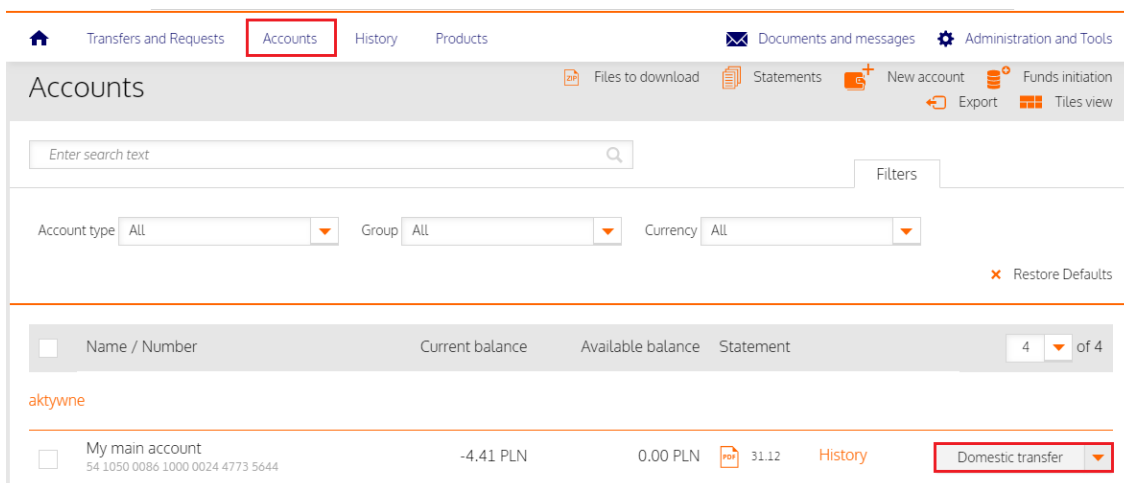 Transfers and Requests Accounts History Products Documents and messages Administration and Tools
Accounts
ZIP Files to download Statements New account Funds initiation
Export Tiles view
Enter search text
Filters
Account type All Group All Currency All
Restore Defaults
Name / Number Current balance Available balance Statement 4 of 4
aktywne
My main account -4.41 PLN 0.00 PLN PDF 31.12 History Domestic transfer
54 1050 0086 1000 0024 4773 5644